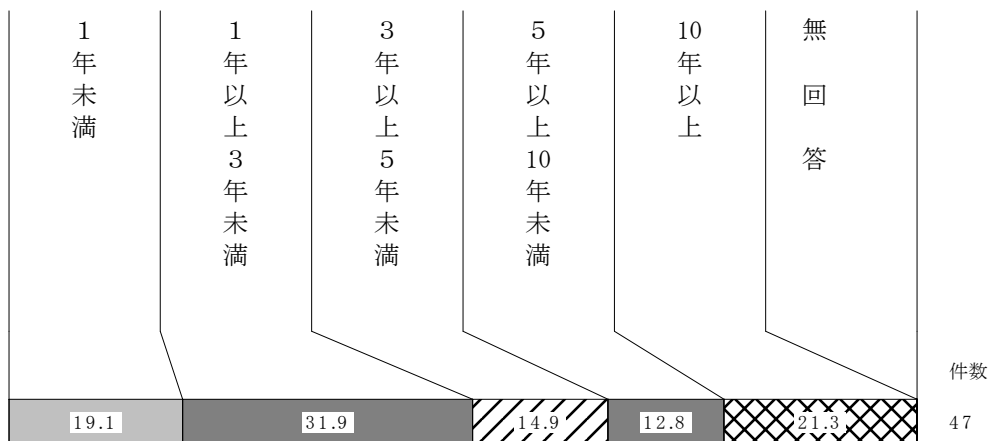 １年未満
１年以上３年未満
３年以上５年未満
５年以上10年未満
10年以上
無回答
件数
19.1
31.9
14.9
12.8
21.3
47